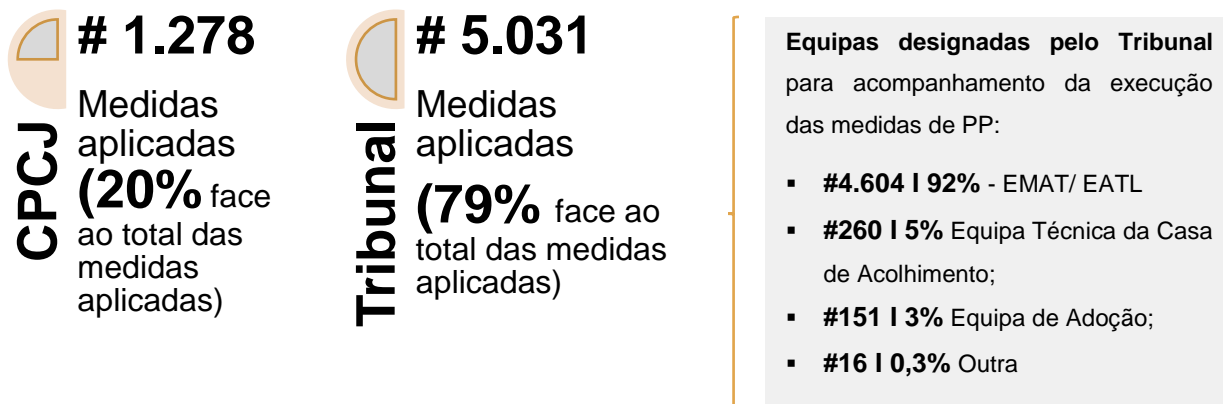 CPCJ
# 1.278
Medidas
aplicadas
(20% face
ao total das
medidas
aplicadas)
Tribunal
# 5.031
Medidas
aplicadas
(79% face ao
total das medidas
aplicadas)
Equipas designadas pelo Tribunal
para acompanhamento da execução
das medidas de PP:
▪ #4.604 I 92% - EMAT/ EATL
▪ #260 I 5% Equipa Técnica da Casa
de Acolhimento;
▪ #151 I 3% Equipa de Adoção;
▪ #16 I 0,3% Outra